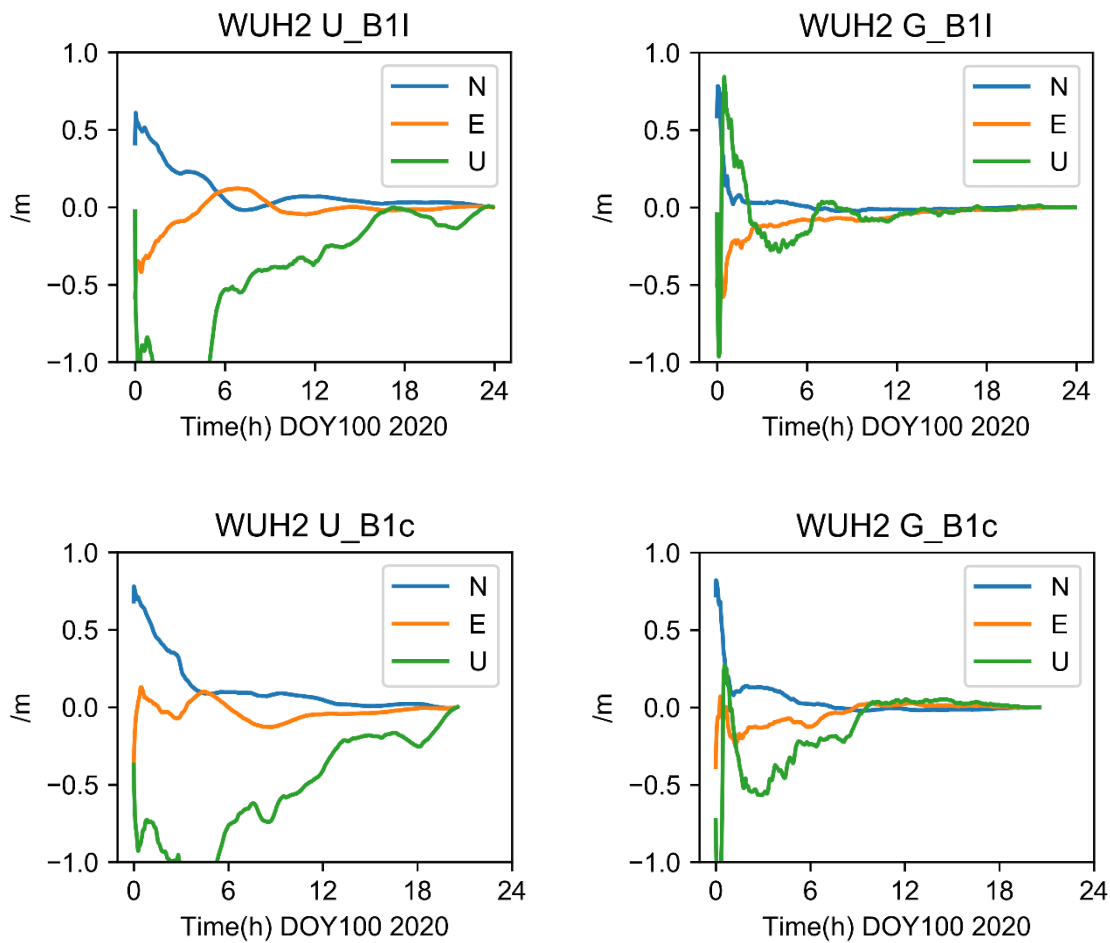 WUH2 U_B1I
1.0
0.5
0.0
−0.5
−1.0
/m
N
E
U
0 6 12 18 24
Time(h) DOY100 2020
WUH2 G_B1I
1.0
0.5
0.0
−0.5
−1.0
/m
N
E
U
0 6 12 18 24
Time(h) DOY100 2020
WUH2 U_B1c
1.0
0.5
0.0
−0.5
−1.0
/m
N
E
U
0 6 12 18 24
Time(h) DOY100 2020
WUH2 G_B1c
1.0
0.5
0.0
−0.5
−1.0
/m
N
E
U
0 6 12 18 24
Time(h) DOY100 2020